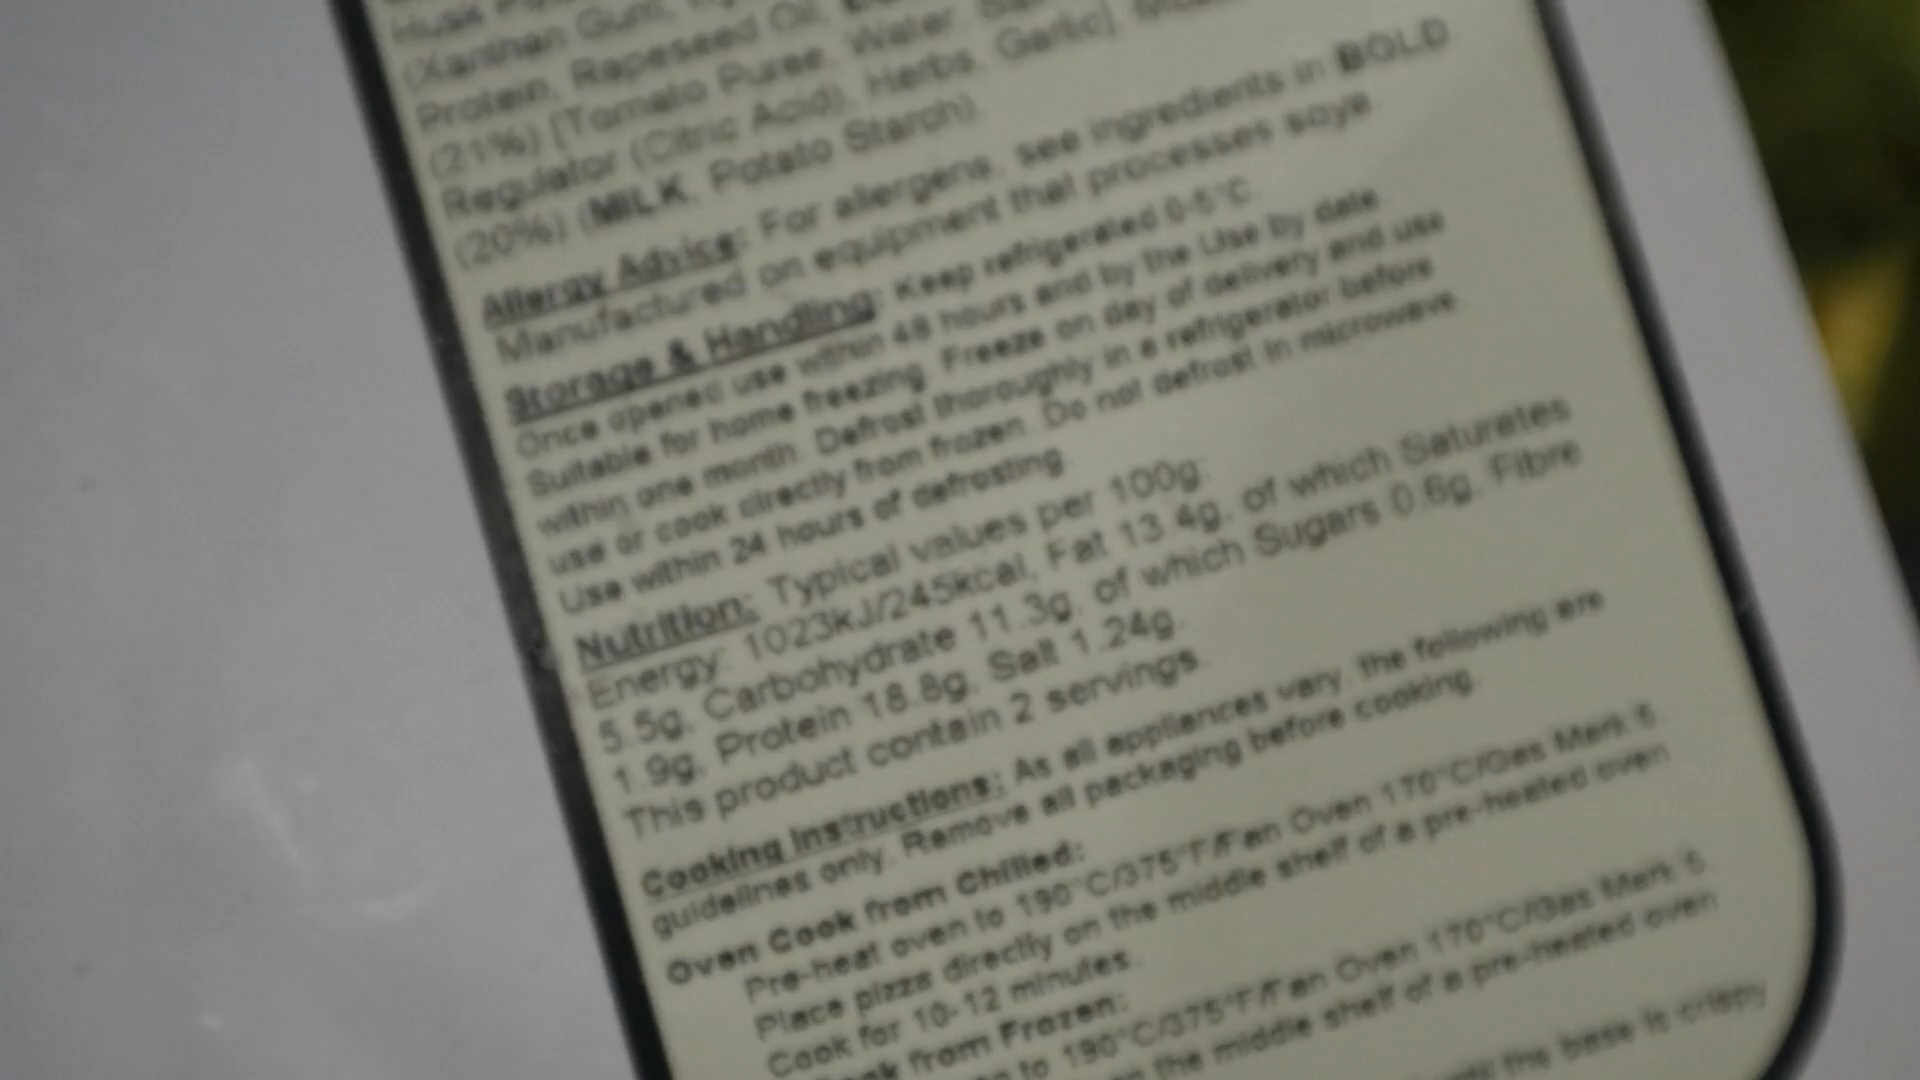 Husk
(Xanthan Gum,
Protein, Rapeseed Oil,
(21%) [Tomato Puree, Water,
Regulator (Citric Acid), Herbs, Garlic],
(20%) (MILK, Potato Starch).
Allergy Advice: For allergens, see ingredients in BOLD
Manufactured on equipment that processes soya
Storage & Handling: Keep refrigerated 0-5°C.
Once opened use within 48 hours and by the Use by date.
Suitable for home freezing. Freeze on day of delivery and use
within one month. Defrost thoroughly in a refrigerator before
use or cook directly from frozen. Do not defrost in microwave
Use within 24 hours of defrosting.
Nutrition: Typical values per 100g:
Energy: 1023kJ/245kcal, Fat 13.4g, of which Saturates
5.5g, Carbohydrate 11.3g, of which Sugars 0.6g, Fibre
1.9g, Protein 18.8g, Salt 1.24g.
This product contain 2 servings.
Cooking Instructions: As all appliances vary, the following are
guidelines only. Remove all packaging before cooking.
Oven Cook from Chilled:
Pre-heat oven to 190°C/375°F/Fan Oven 170°C/Gas Mark 5.
Place pizza directly on the middle shelf of a pre-heated oven
Cook for 10-12 minutes.
from Frozen:
to 190°C/375°F/Fan Oven 170°C/Gas Mark 5.
on the middle shelf of a pre-heated oven
the base is crispy